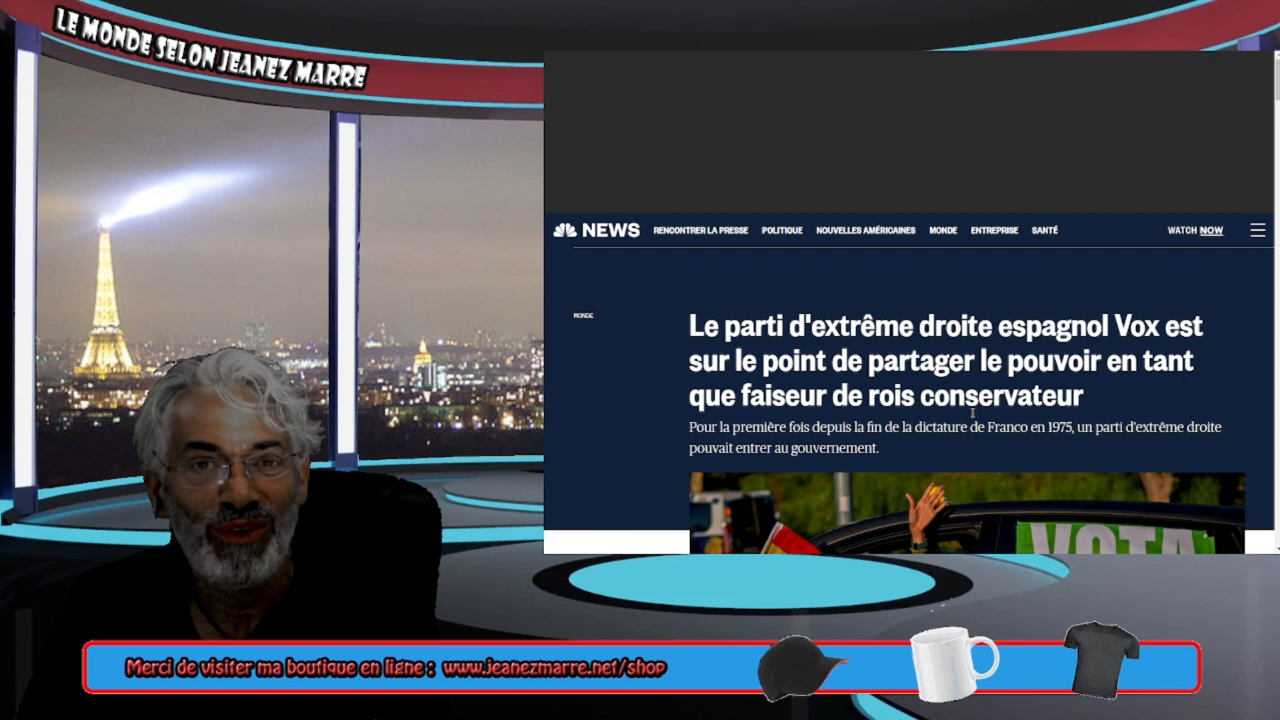 LE MONDE SELON JEANEZ MARRE
NEWS RENCONTRER LA PRESSE POLITIQUE NOUVELLES AMÉRICAINES MONDE ENTREPRISE SANTÉ WATCH NOW
MONDE
Le parti d'extrême droite espagnol Vox est
sur le point de partager le pouvoir en tant
que faiseur de rois conservateur
Pour la première fois depuis la fin de la dictature de Franco en 1975, un parti d'extrême droite
pouvait entrer au gouvernement.
VOTA
Merci de visiter ma boutique en ligne : www.jeanezmarre.net/shop